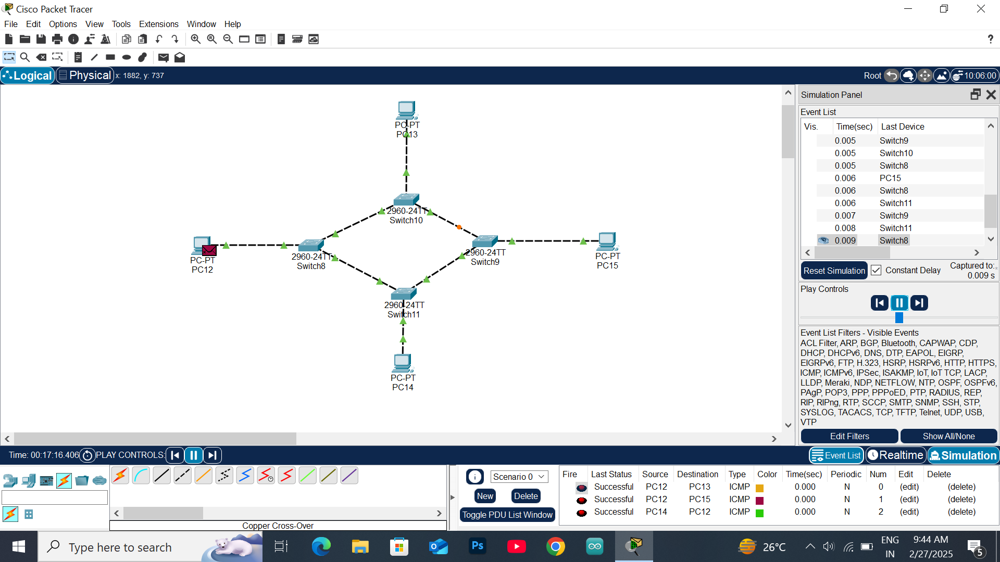 Cisco Packet Tracer
File Edit Options View Tools Extensions Window Help
Logical Physical x: 1882, y: 737
Root 10:06:00
PC-PT
PC13
2960-24TT
Switch10
PC-PT
PC12
2960-24TT
Switch8
2960-24TT
Switch9
PC-PT
PC15
2960-24TT
Switch11
PC-PT
PC14
Simulation Panel
Event List
Vis. Time(sec) Last Device
0.005 Switch9
0.005 Switch10
0.005 Switch8
0.006 PC15
0.006 Switch8
0.006 Switch11
0.007 Switch9
0.008 Switch11
0.009 Switch8
Reset Simulation Constant Delay Captured to:
0.009 s
Play Controls
Event List Filters - Visible Events
ACL Filter, ARP, BGP, Bluetooth, CAPWAP, CDP,
DHCP, DHCPv6, DNS, DTP, EAPOL, EIGRP,
EIGRPv6, FTP, H.323, HSRP, HSRPv6, HTTP, HTTPS,
ICMP, ICMPv6, IPSec, ISAKMP, IoT, IoT TCP, LACP,
LLDP, Meraki, NDP, NETFLOW, NTP, OSPF, OSPFv6,
PAgP, POP3, PPP, PPPoED, PTP, RADIUS, REP,
RIP, RIPng, RTP, SCCP, SMTP, SNMP, SSH, STP,
SYSLOG, TACACS, TCP, TFTP, Telnet, UDP, USB,
VTP
Edit Filters Show All/None
Time: 00:17:16.406 PLAY CONTROLS:
Event List Realtime Simulation
Copper Cross-Over
Scenario 0
New Delete
Toggle PDU List Window
Fire Last Status Source Destination Type Color Time(sec) Periodic Num Edit Delete
Successful PC12 PC13 ICMP 0.000 N 0 (edit) (delete)
Successful PC12 PC15 ICMP 0.000 N 1 (edit) (delete)
Successful PC14 PC12 ICMP 0.000 N 2 (edit) (delete)
Type here to search
Ps
26°C
ENG
IN
9:44 AM
2/27/2025
5